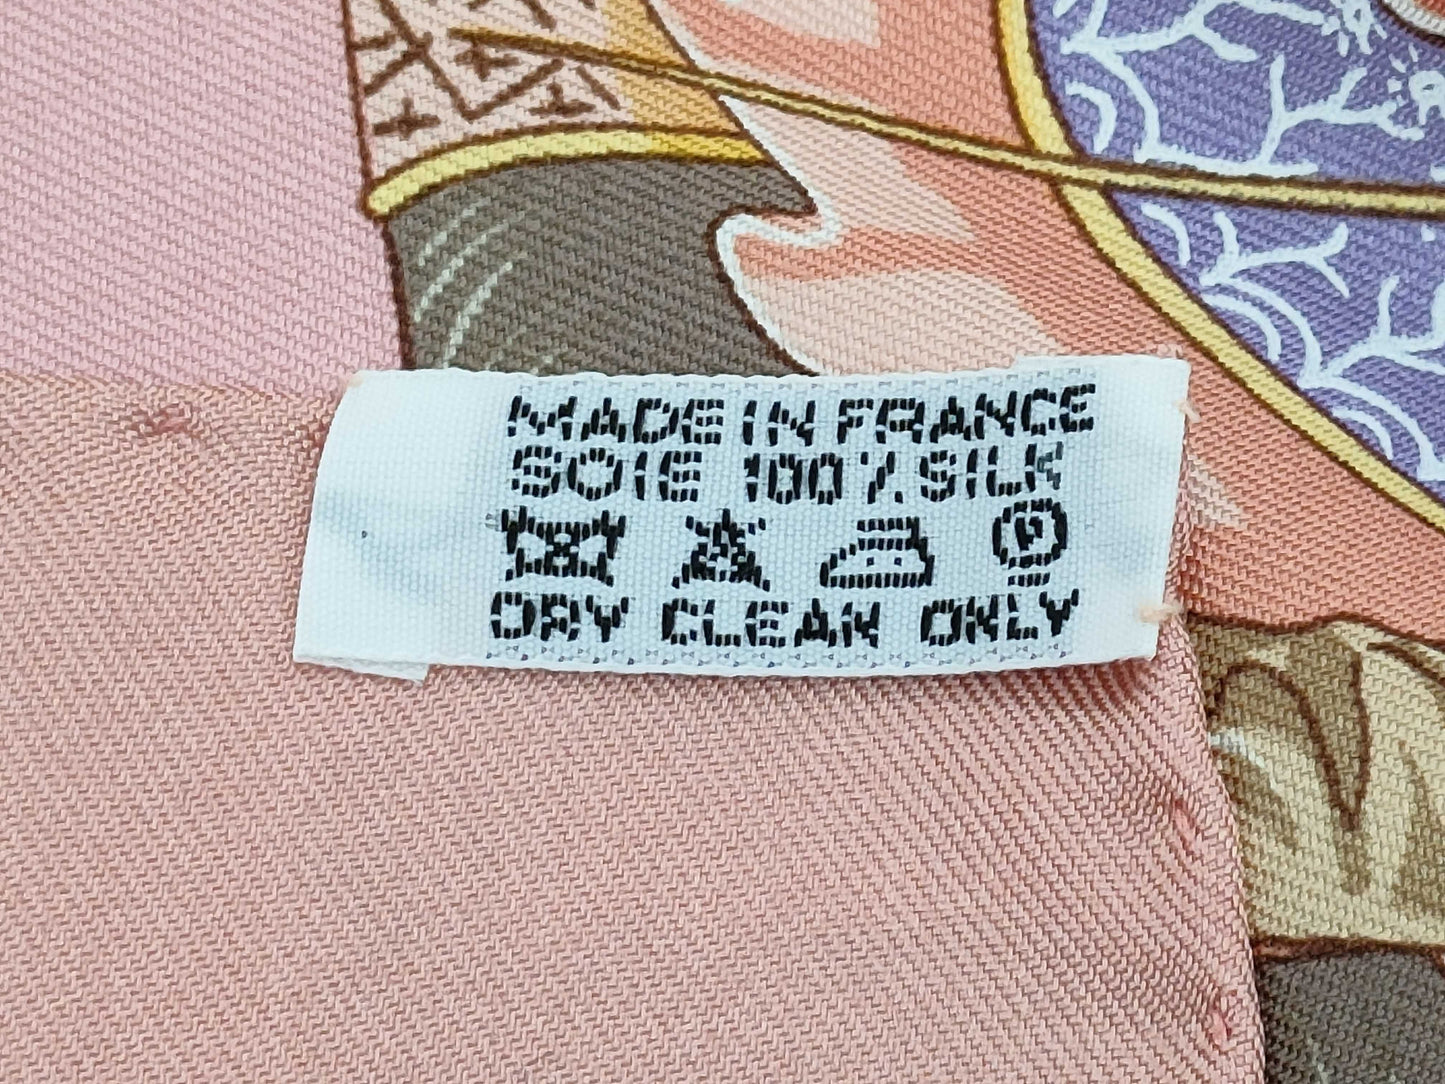 MADE IN FRANCE
SOIE 100% SILK
P
DRY CLEAN ONLY